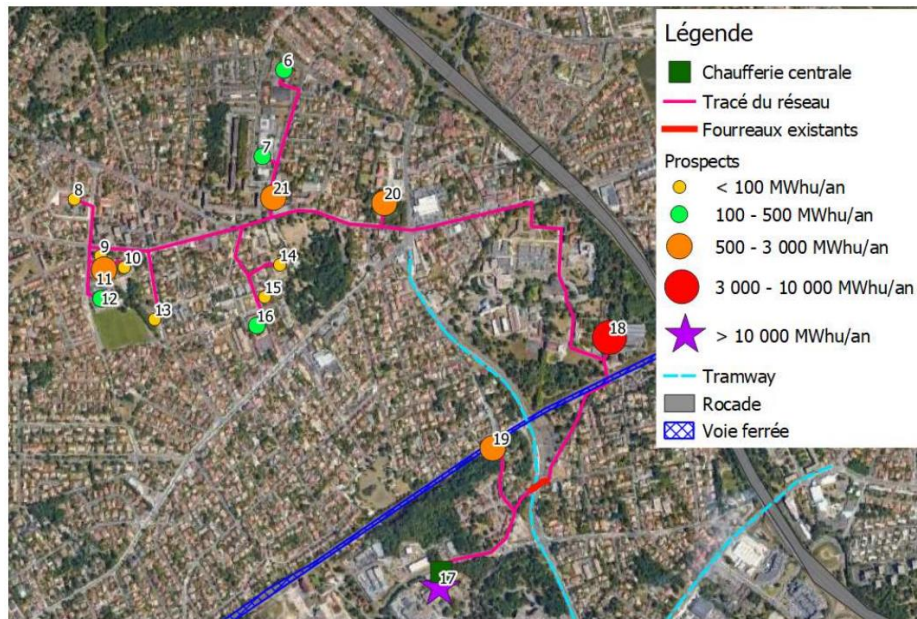 Légende
Chaufferie centrale
Tracé du réseau
Fourreaux existants
Prospects
< 100 MWhu/an
100 - 500 MWhu/an
500 - 3 000 MWhu/an
3 000 - 10 000 MWhu/an
> 10 000 MWhu/an
Tramway
Rocade
Voie ferrée
6
7
8
21
20
9
10
11
14
12
15
13
16
18
19
17